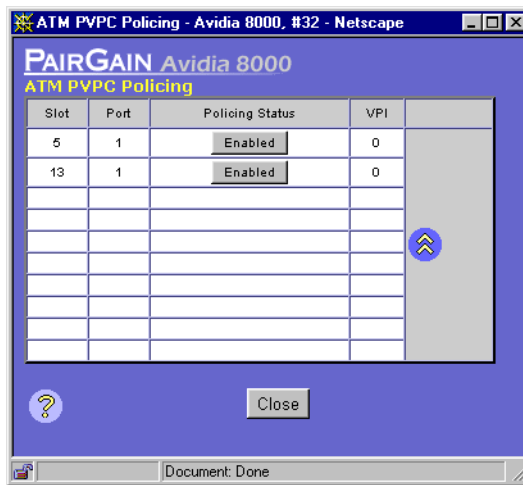 ATM PVPC Policing - Avidia 8000, #32 - Netscape
PAIRGAIN Avidia 8000
ATM PVPC Policing
Slot Port Policing Status VPI
5 1 Enabled 0
13 1 Enabled 0
?
Close
Document: Done